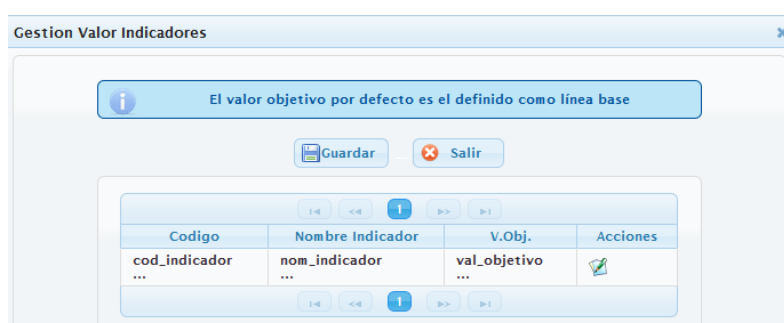 Gestion Valor Indicadores
El valor objetivo por defecto es el definido como línea base
Guardar Salir
1
Codigo Nombre Indicador V.Obj. Acciones
cod_indicador nom_indicador val_objetivo
... ... ...
1